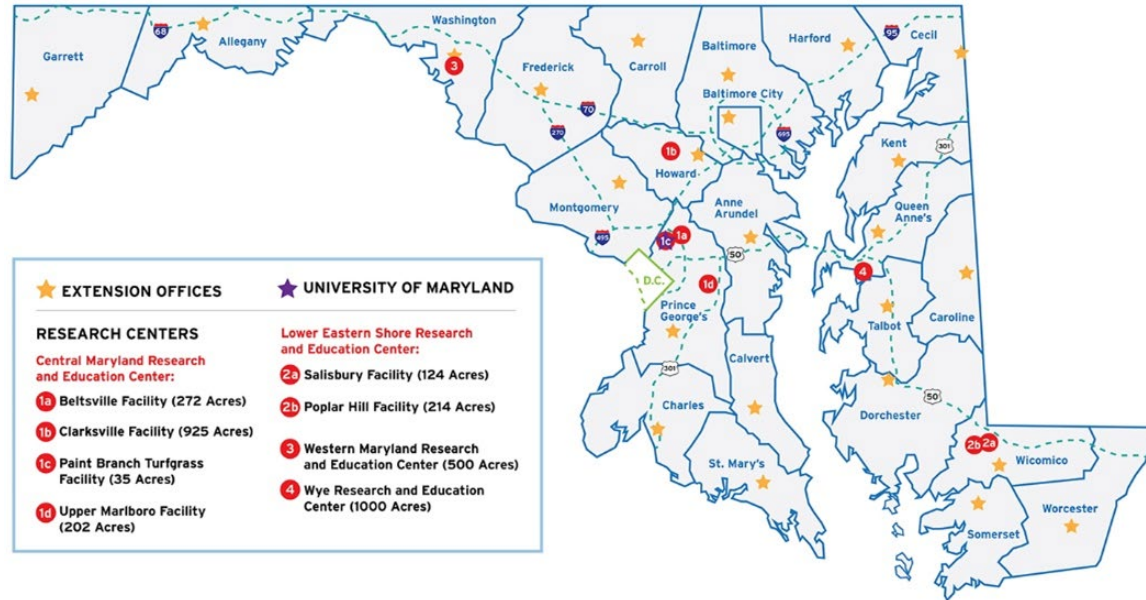 Garrett
68
Allegany
Washington
3
Frederick
70
270
Carroll
Baltimore
Baltimore City
695
Harford
95
Cecil
1b
Howard
Montgomery
495
1c
1a
D.C.
1d
Prince
George's
Anne
Arundel
50
301
Kent
Queen
Anne's
4
Talbot
Caroline
Calvert
301
Charles
St. Mary's
Dorchester
50
2b 2a
Wicomico
Somerset
Worcester
EXTENSION OFFICES
UNIVERSITY OF MARYLAND
RESEARCH CENTERS
Central Maryland Research
and Education Center:
1a Beltsville Facility (272 Acres)
1b Clarksville Facility (925 Acres)
1c Paint Branch Turfgrass
Facility (35 Acres)
1d Upper Marlboro Facility
(202 Acres)
Lower Eastern Shore Research
and Education Center:
2a Salisbury Facility (124 Acres)
2b Poplar Hill Facility (214 Acres)
3 Western Maryland Research
and Education Center (500 Acres)
4 Wye Research and Education
Center (1000 Acres)